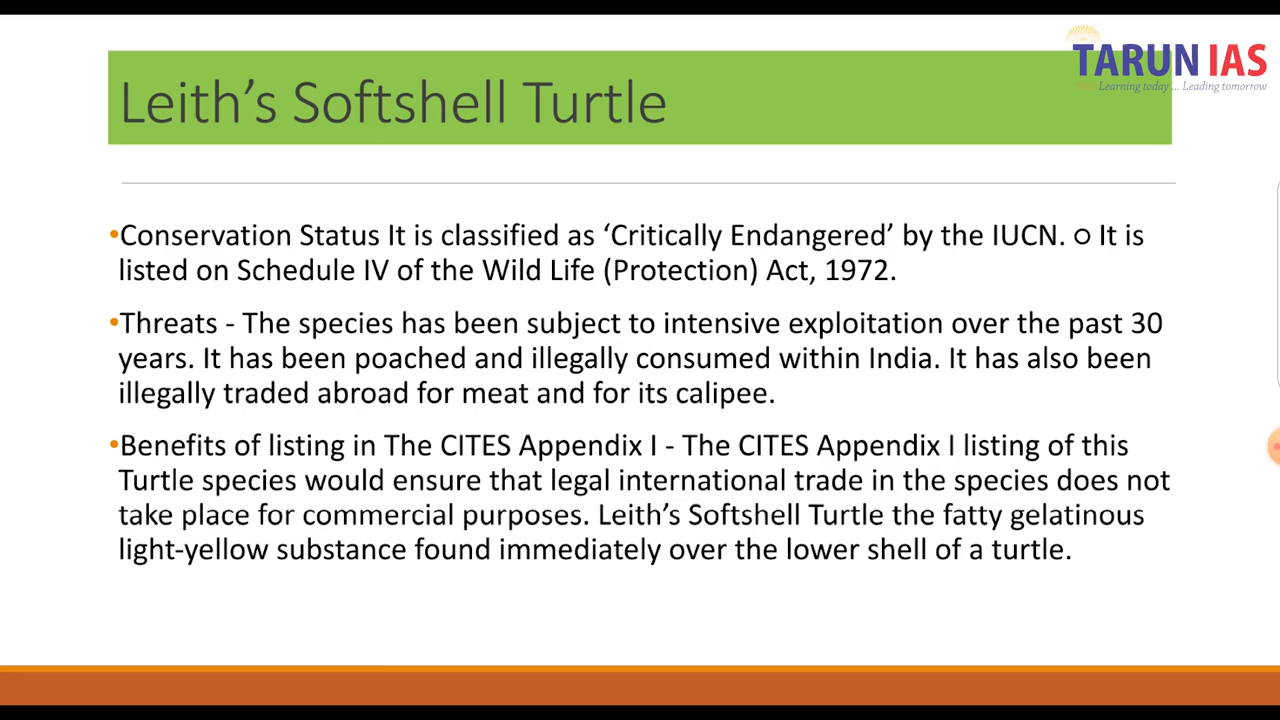 TARUN IAS
Learning today ... Leading tomorrow
Leith’s Softshell Turtle
•Conservation Status It is classified as ‘Critically Endangered’ by the IUCN. ○ It is
listed on Schedule IV of the Wild Life (Protection) Act, 1972.
•Threats - The species has been subject to intensive exploitation over the past 30
years. It has been poached and illegally consumed within India. It has also been
illegally traded abroad for meat and for its calipee.
•Benefits of listing in The CITES Appendix I - The CITES Appendix I listing of this
Turtle species would ensure that legal international trade in the species does not
take place for commercial purposes. Leith’s Softshell Turtle the fatty gelatinous
light-yellow substance found immediately over the lower shell of a turtle.